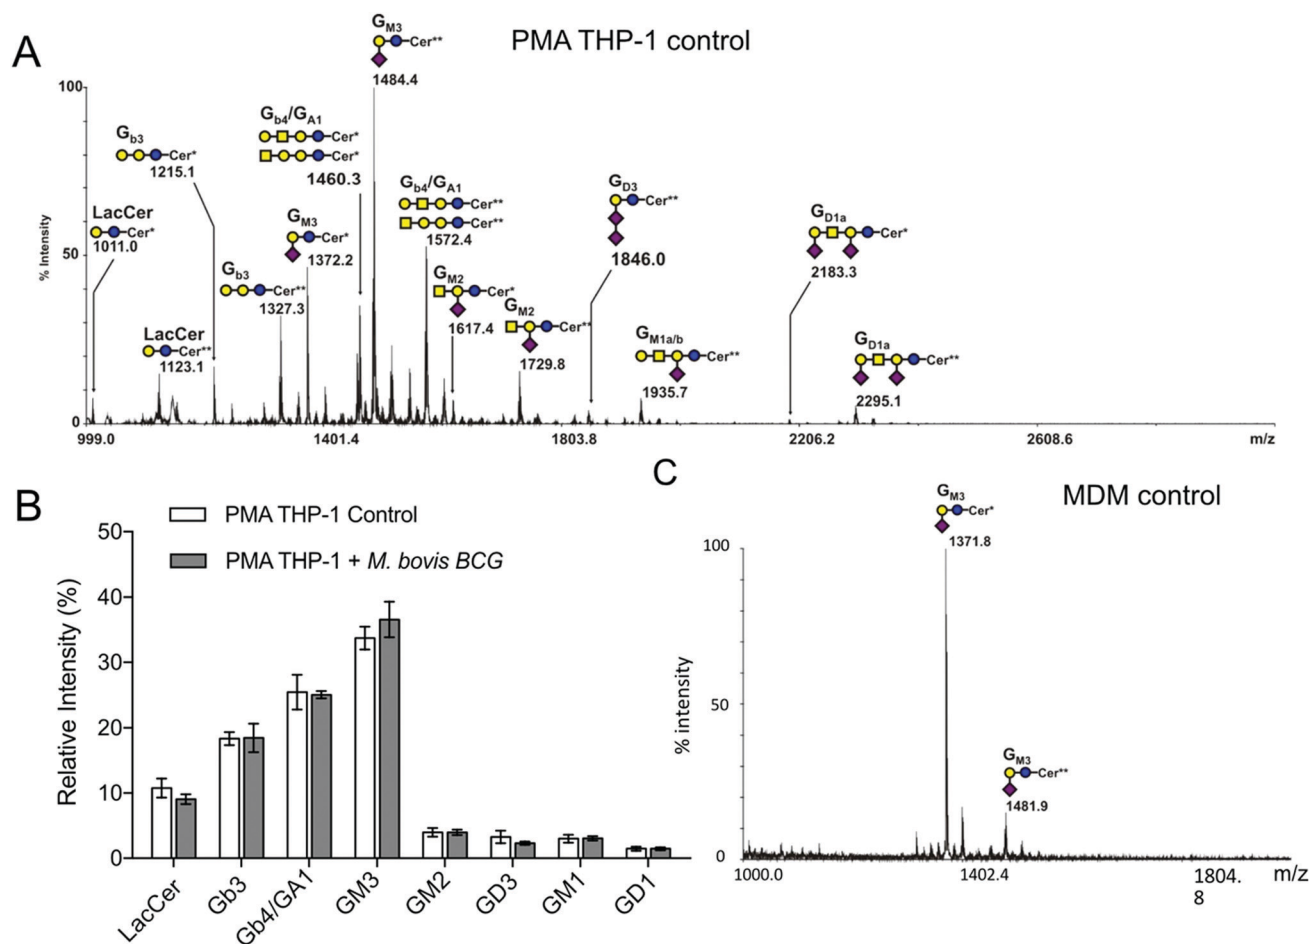 A
PMA THP-1 control
% Intensity
100
50
0
LacCer
Cer*
1011.0
Gb3
Cer*
1215.1
LacCer
Cer**
1123.1
Gb3
Cer**
1327.3
GM3
Cer*
1372.2
Gb4/GA1
Cer*
Cer*
1460.3
GM3
Cer**
1484.4
Gb4/GA1
Cer**
Cer**
1572.4
GM2
Cer*
1617.4
GM2
Cer**
1729.8
GD3
Cer**
1846.0
GM1a/b
Cer**
1935.7
GD1a
Cer*
2183.3
GD1a
Cer**
2295.1
999.0 1401.4 1803.8 2206.2 2608.6 m/z
B
PMA THP-1 Control
PMA THP-1 + M. bovis BCG
Relative Intensity (%)
50
40
30
20
10
0
LacCer Gb3 Gb4/GA1 GM3 GM2 GD3 GM1 GD1
C
MDM control
% intensity
100
50
0
GM3
Cer*
1371.8
GM3
Cer**
1481.9
1000.0 1402.4 1804. m/z
8